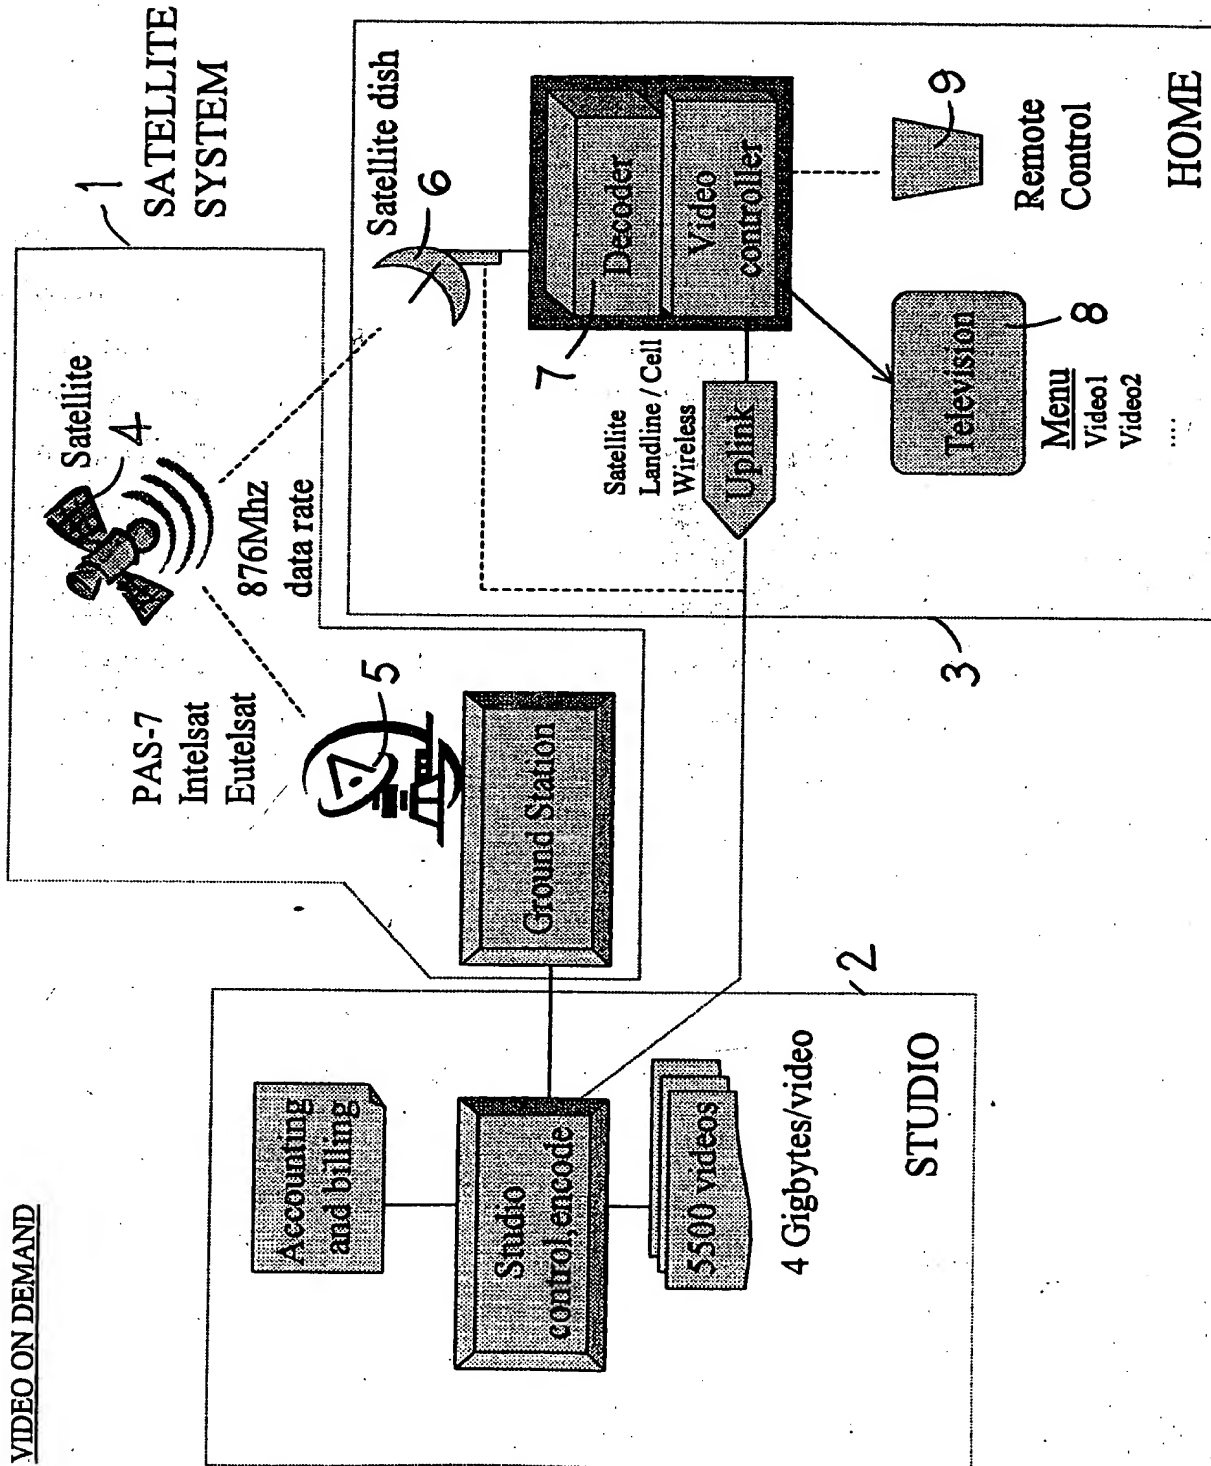 VIDEO ON DEMAND
Accounting
and billing
Studio
control,encode
5500 videos
4 Gigbytes/video
STUDIO
2
PAS-7
Intelsat
Eutelsat
5
Ground Station
Satellite
4
876Mhz
data rate
1
SATELLITE
SYSTEM
Satellite dish
6
Decoder
Video
controller
7
Satellite
Landline / Cell
Wireless
Uplink
Television
8
Menu
Video1
Video2
....
9
Remote
Control
HOME
3